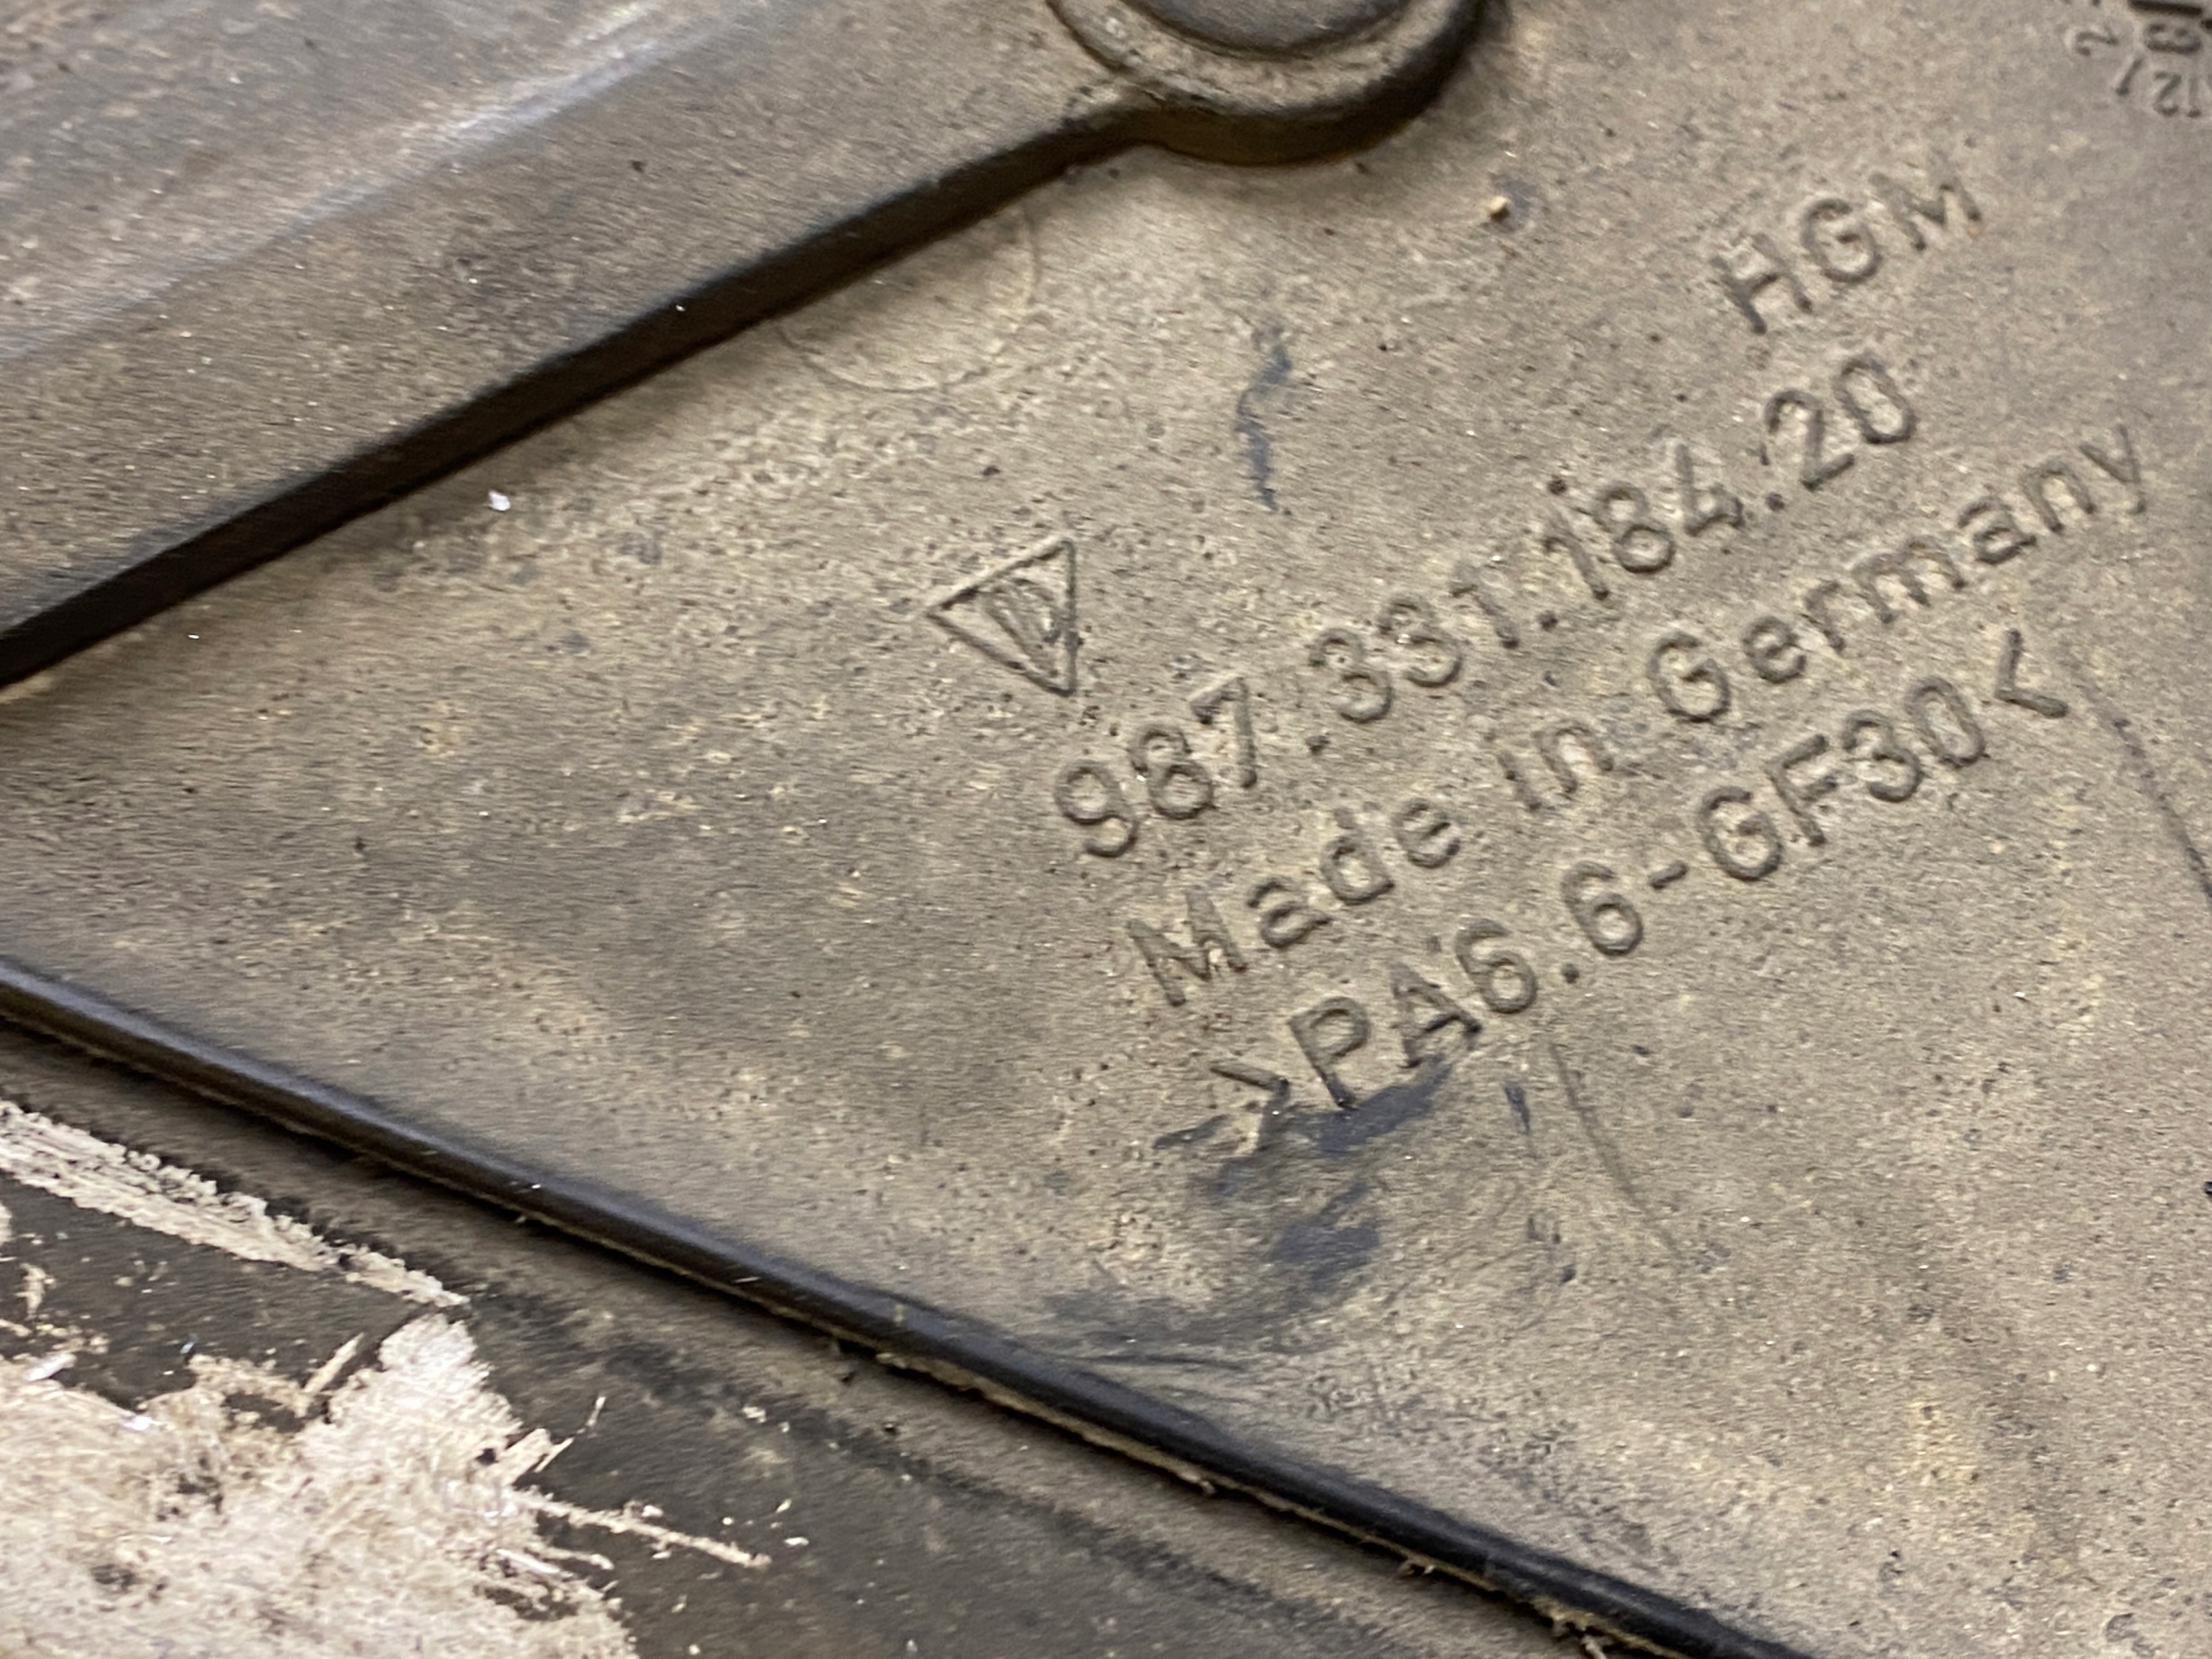 HGM
987.331.184.20
Made in Germany
>PA6.6-GF30<